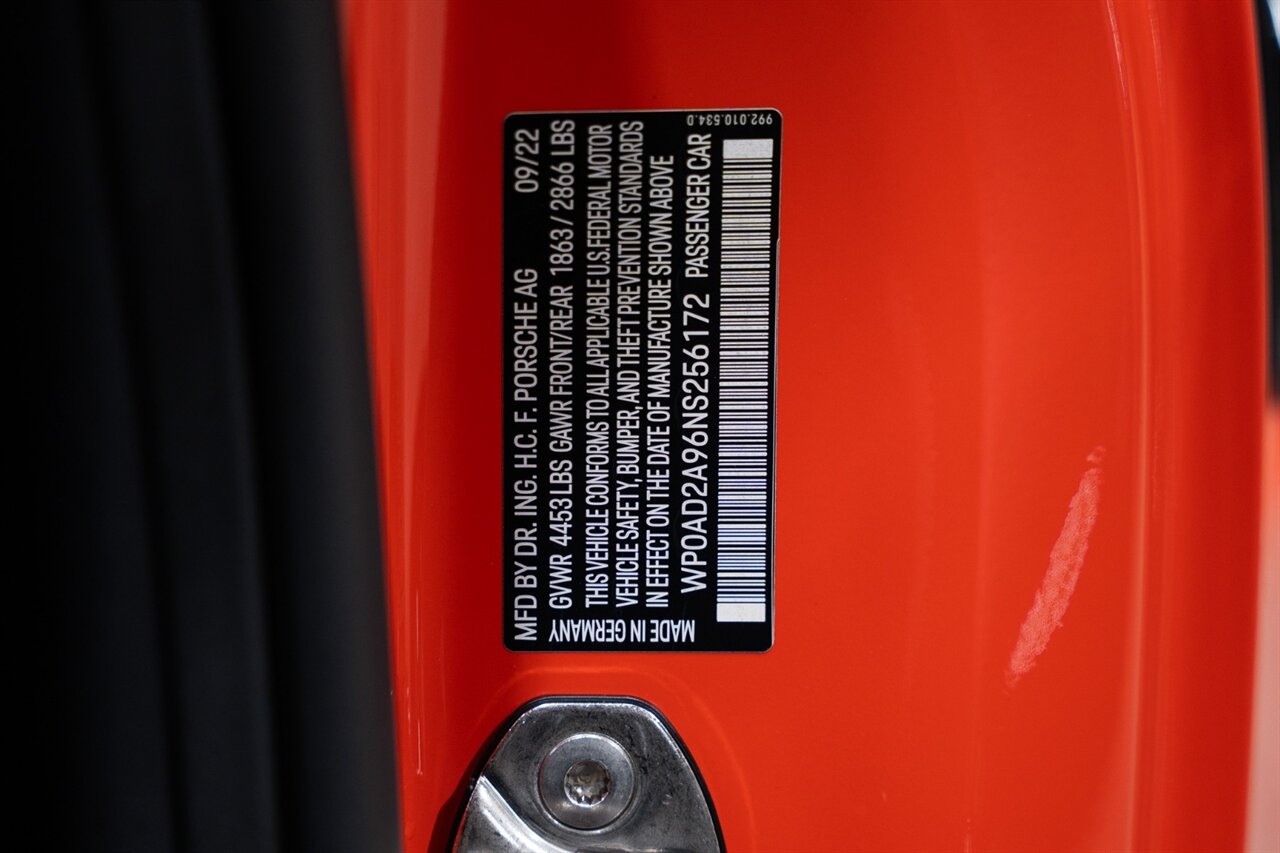 MFD BY DR. ING. H.C. F. PORSCHE AG 09/22
GVWR 4453 LBS GAWR FRONT/REAR 1863 / 2866 LBS
THIS VEHICLE CONFORMS TO ALL APPLICABLE U.S. FEDERAL MOTOR
VEHICLE SAFETY, BUMPER, AND THEFT PREVENTION STANDARDS
IN EFFECT ON THE DATE OF MANUFACTURE SHOWN ABOVE
WP0AD2A96NS256172 PASSENGER CAR
MADE IN GERMANY
992.010.534.D